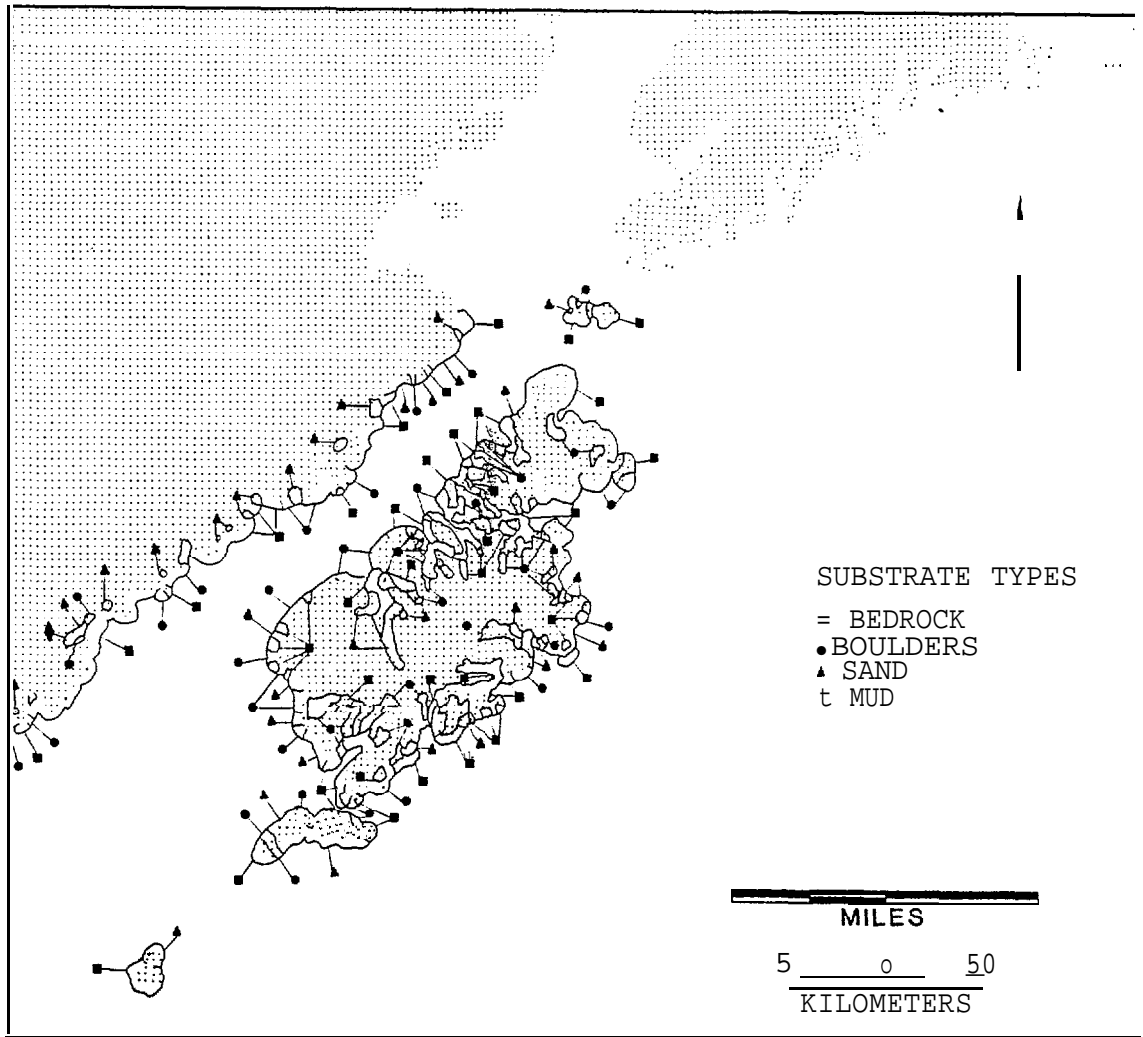 SUBSTRATE TYPES
= BEDROCK
● BOULDERS
▲ SAND
t MUD
MILES
5 0 50
KILOMETERS